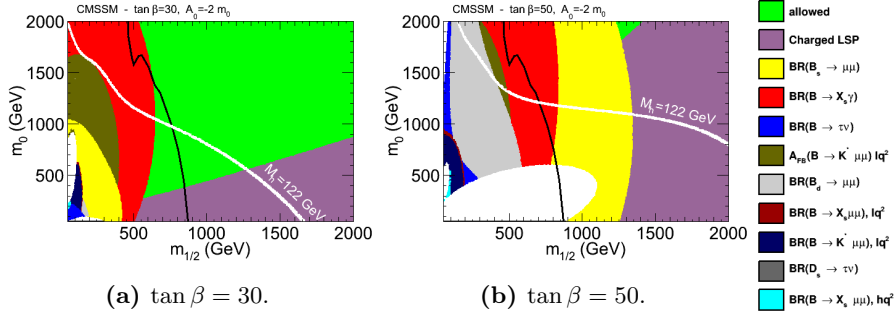 CMSSM - tan β=30, A₀=-2 m₀
m₀ (GeV)
2000
1500
1000
500
M_h=122 GeV
500
1000
1500
2000
m₁/₂ (GeV)
(a) tan β = 30.
CMSSM - tan β=50, A₀=-2 m₀
m₀ (GeV)
2000
1500
1000
500
M_h=122 GeV
500
1000
1500
2000
m₁/₂ (GeV)
(b) tan β = 50.
allowed
Charged LSP
BR(B_s → μμ)
BR(B → X_s γ)
BR(B → τν)
A_FB(B → K* μμ) lq²
BR(B_d → μμ)
BR(B → X_s μμ), lq²
BR(B → K* μμ), lq²
BR(D_s → τν)
BR(B → X_s μμ), hq²